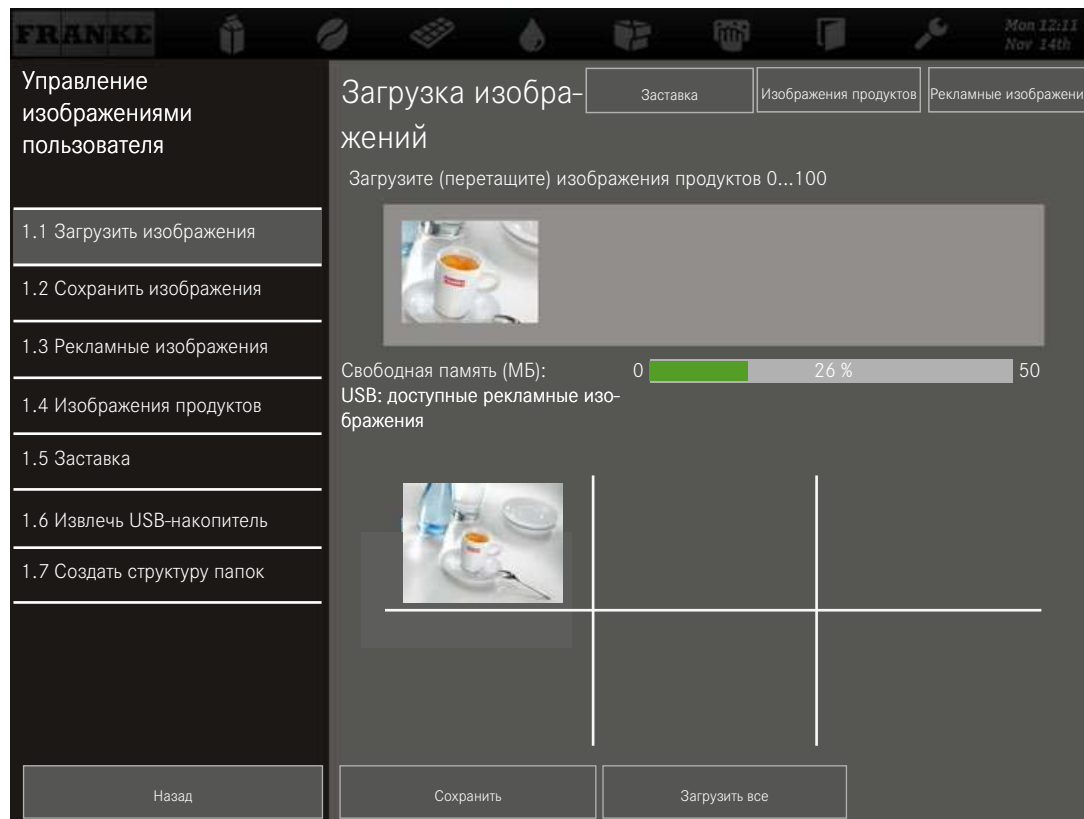 FRANKE
Mon 12:11
Nov 14th
Управление
изображениями
пользователя
1.1 Загрузить изображения
1.2 Сохранить изображения
1.3 Рекламные изображения
1.4 Изображения продуктов
1.5 Заставка
1.6 Извлечь USB-накопитель
1.7 Создать структуру папок
Назад
Загрузка изобра-
жений
Заставка
Изображения продуктов
Рекламные изображени
Загрузите (перетащите) изображения продуктов 0...100
Свободная память (МБ):
0
26 %
50
USB: доступные рекламные изо-
бражения
Сохранить
Загрузить все